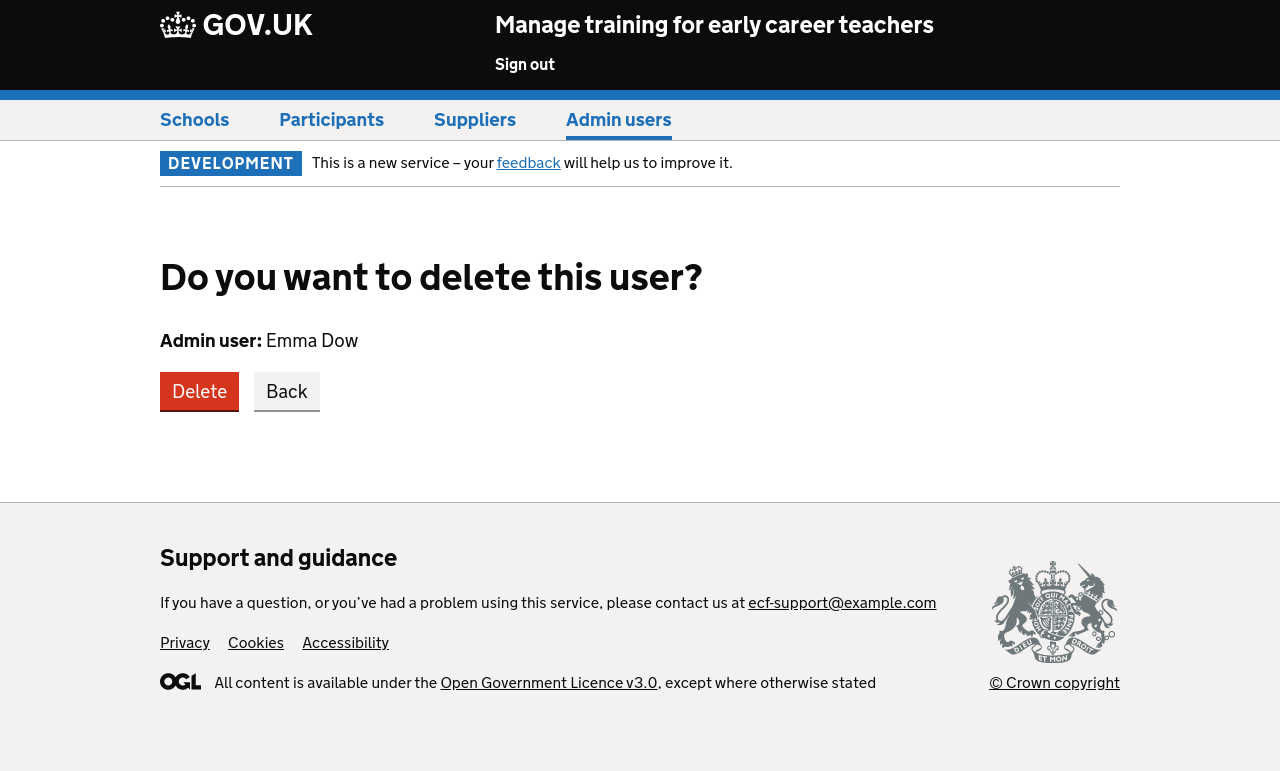 GOV.UK
Manage training for early career teachers
Sign out
Schools Participants Suppliers Admin users
DEVELOPMENT This is a new service – your feedback will help us to improve it.
Do you want to delete this user?
Admin user: Emma Dow
Delete Back
Support and guidance
If you have a question, or you’ve had a problem using this service, please contact us at ecf-support@example.com
Privacy Cookies Accessibility
OGL All content is available under the Open Government Licence v3.0, except where otherwise stated
DIEU ET MON DROIT
© Crown copyright